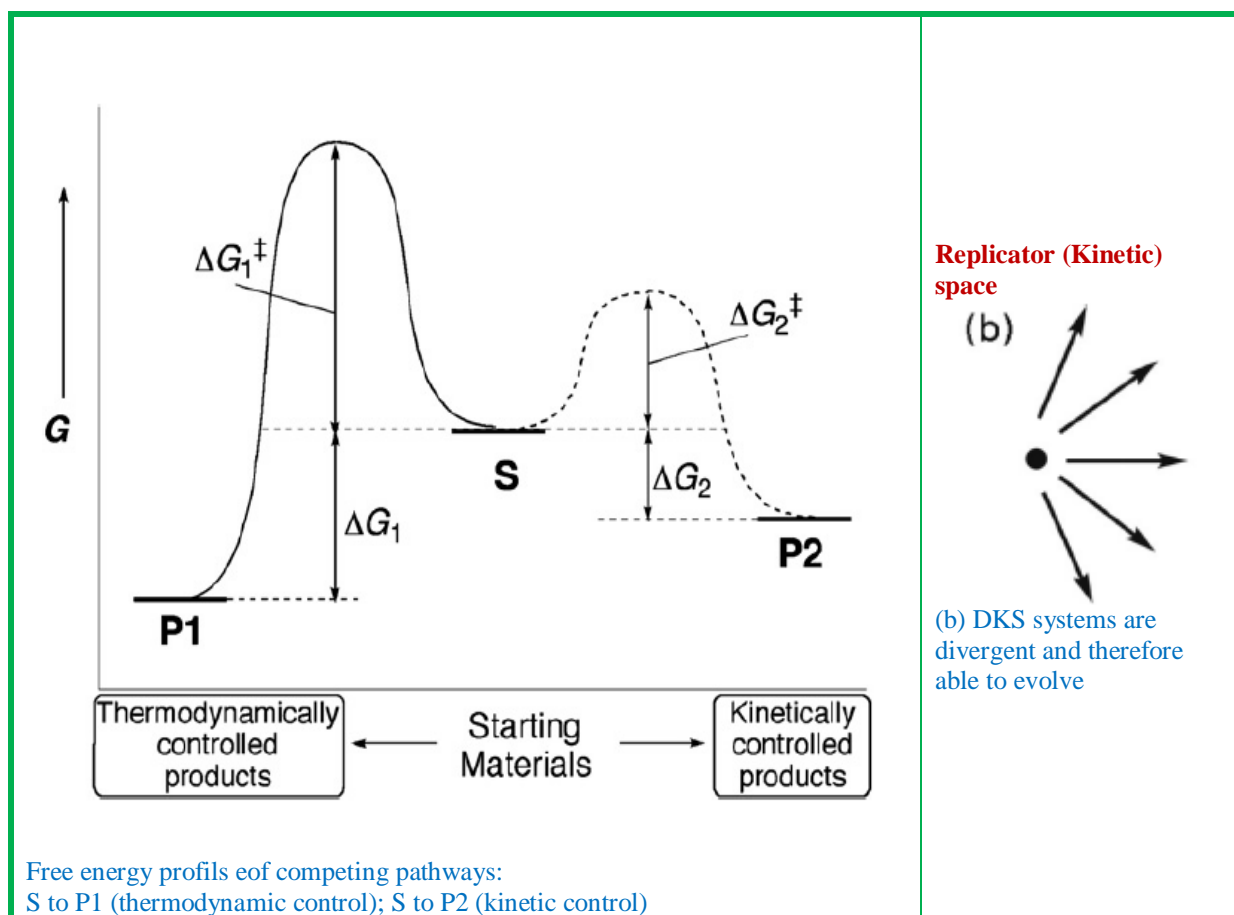 ΔG₁‡
ΔG₂‡
G
S
ΔG₂
ΔG₁
P2
P1
Thermodynamically
controlled
products
Starting
Materials
Kinetically
controlled
products
Free energy profils eof competing pathways:
S to P1 (thermodynamic control); S to P2 (kinetic control)
Replicator (Kinetic)
space
(b)
(b) DKS systems are
divergent and therefore
able to evolve